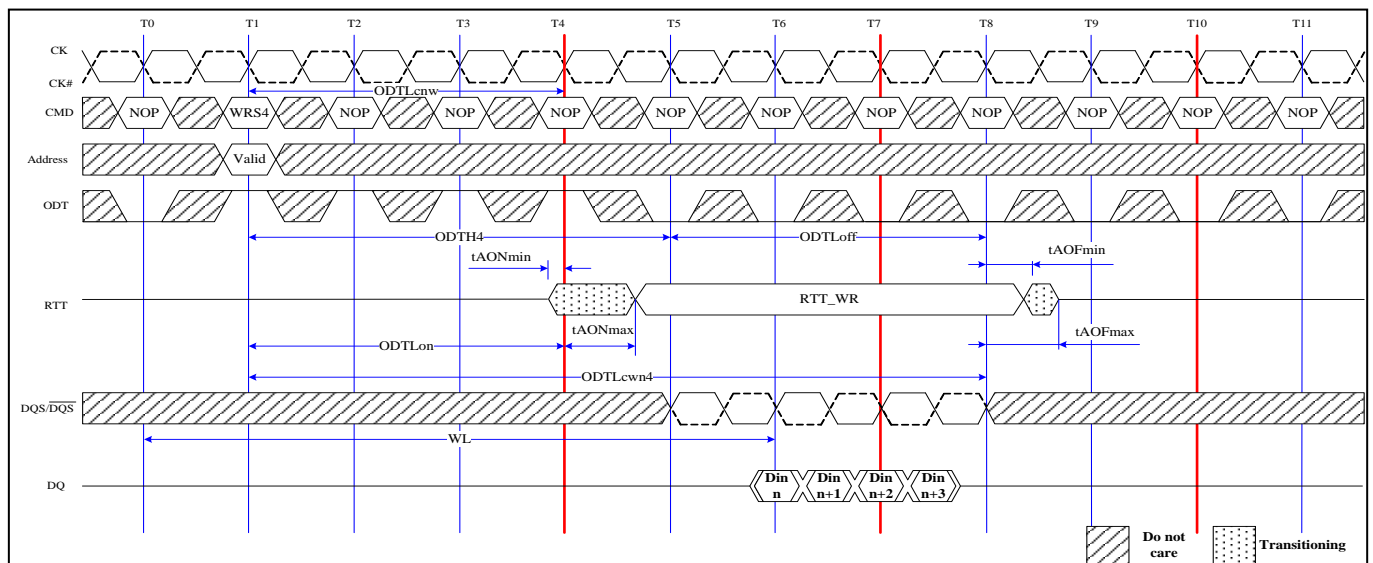 T0 T1 T2 T3 T4 T5 T6 T7 T8 T9 T10 T11
CK
CK#
ODTLcnw
CMD NOP WRS4 NOP NOP NOP NOP NOP NOP NOP NOP NOP NOP
Address Valid
ODT
ODTH4 ODTLoff
tAONmin tAOFmin
RTT RTT_WR
tAONmax tAOFmax
ODTLon
ODTLcwn4
DQS/DQS
WL
DQ Din n Din n+1 Din n+2 Din n+3
Do not care Transitioning